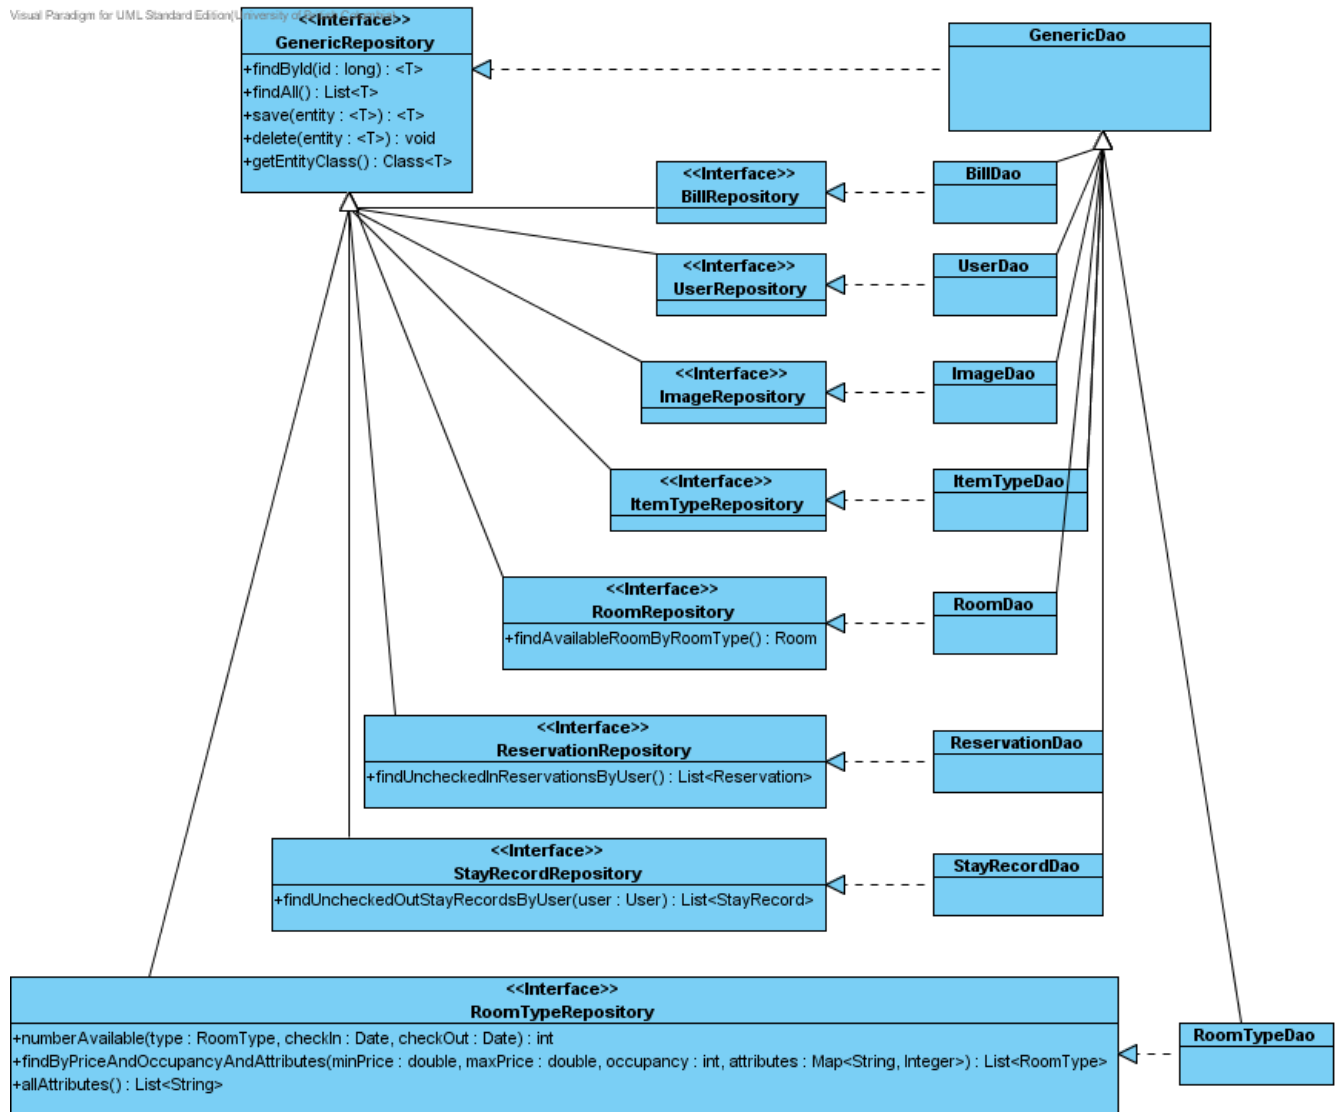 Visual Paradigm for UML Standard Edition(University of British Columbia)
<<Interface>>
GenericRepository
+findById(id : long) : <T>
+findAll() : List<T>
+save(entity : <T>) : <T>
+delete(entity : <T>) : void
+getEntityClass() : Class<T>
GenericDao
<<Interface>>
BillRepository
BillDao
<<Interface>>
UserRepository
UserDao
<<Interface>>
ImageRepository
ImageDao
<<Interface>>
ItemTypeRepository
ItemTypeDao
<<Interface>>
RoomRepository
+findAvailableRoomByRoomType() : Room
RoomDao
<<Interface>>
ReservationRepository
+findUncheckedInReservationsByUser() : List<Reservation>
ReservationDao
<<Interface>>
StayRecordRepository
+findUncheckedOutStayRecordsByUser(user : User) : List<StayRecord>
StayRecordDao
<<Interface>>
RoomTypeRepository
+numberAvailable(type : RoomType, checkIn : Date, checkOut : Date) : int
+findByPriceAndOccupancyAndAttributes(minPrice : double, maxPrice : double, occupancy : int, attributes : Map<String, Integer>) : List<RoomType>
+allAttributes() : List<String>
RoomTypeDao